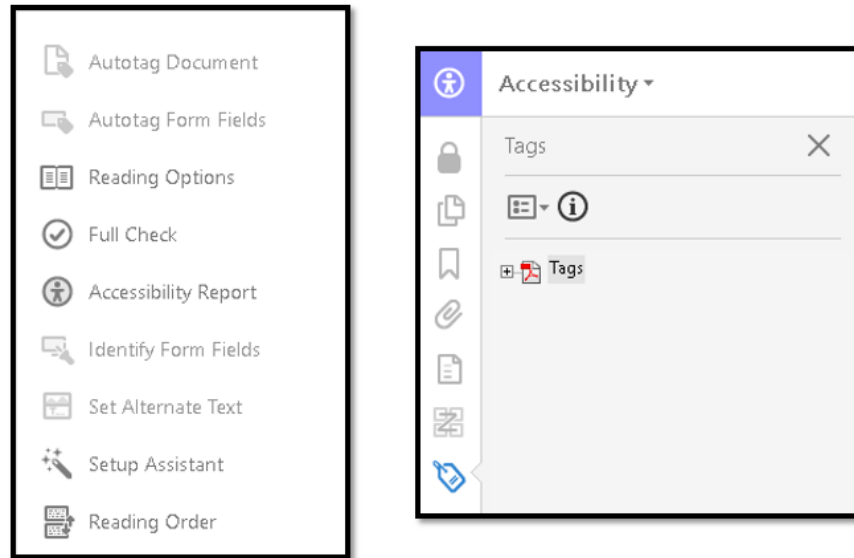 Autotag Document
Autotag Form Fields
Reading Options
Full Check
Accessibility Report
Identify Form Fields
Set Alternate Text
Setup Assistant
Reading Order
Accessibility
Tags
Tags